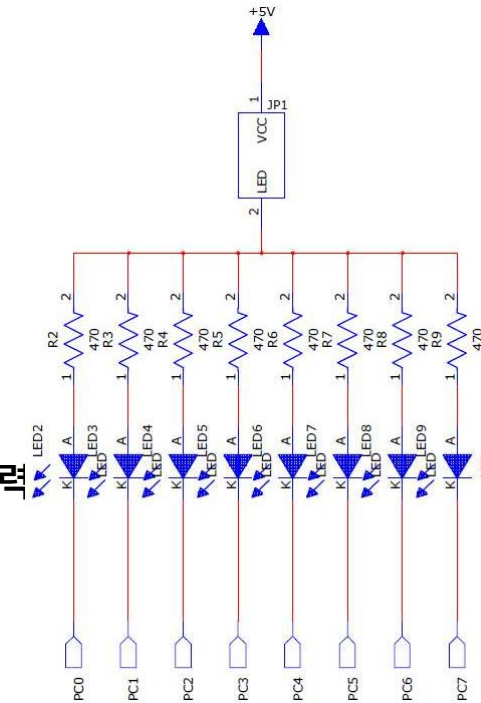 +5V
1
JP1
VCC
LED
2
2 2 2 2 2 2 2 2
R2 470 R3 470 R4 470 R5 470 R6 470 R7 470 R8 470 R9 470
1 1 1 1 1 1 1 1
LED2 LED3 LED4 LED5 LED6 LED7 LED8 LED9
A A A A A A A A
LED LED LED LED LED LED LED
K K K K K K K K
PC0 PC1 PC2 PC3 PC4 PC5 PC6 PC7